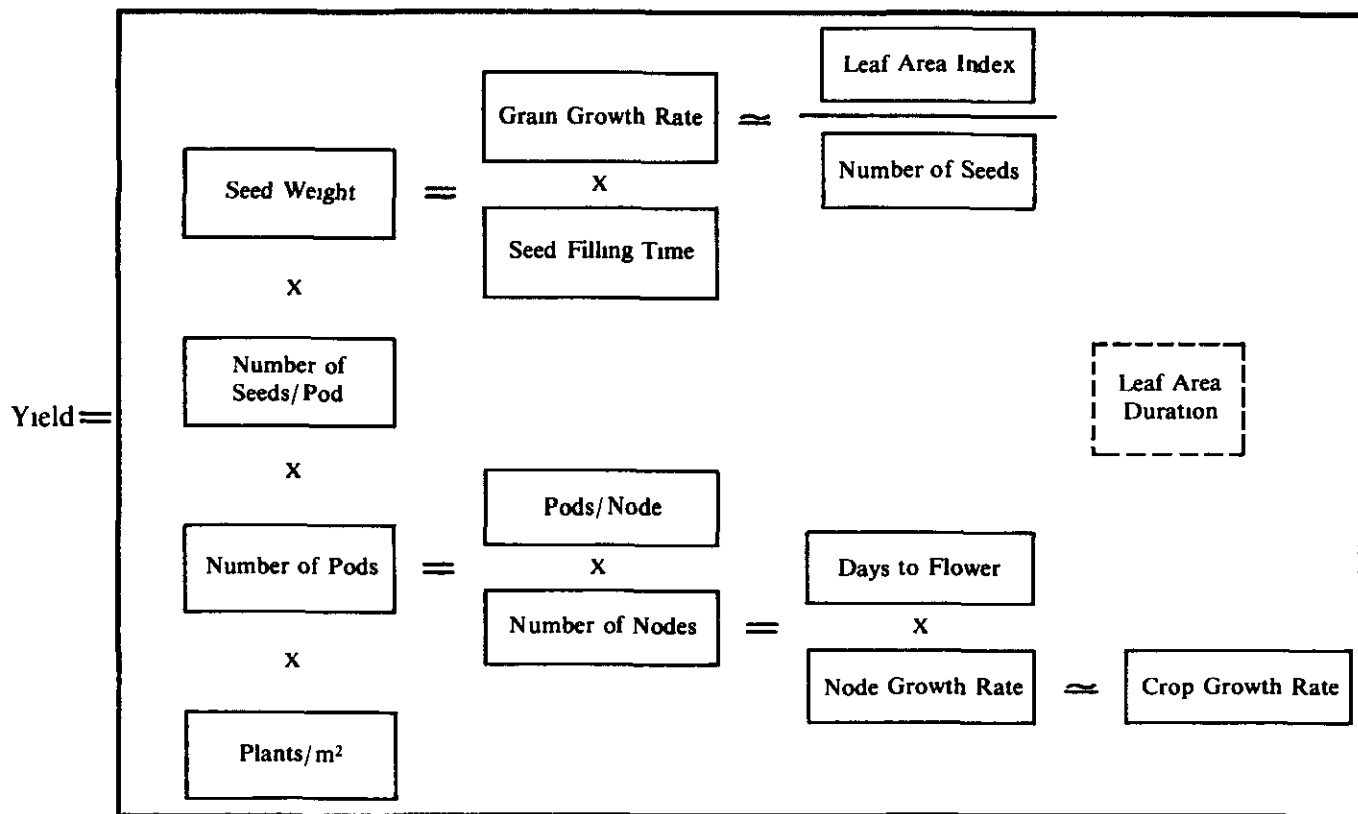 Leaf Area Index
Grain Growth Rate ≃
Number of Seeds
Seed Weight =
x
Seed Filling Time
x
Number of
Seeds/Pod
Leaf Area
Duration
Yield =
x
Pods/Node
Number of Pods =
x
Days to Flower
Number of Nodes =
x
x
Node Growth Rate ≃ Crop Growth Rate
Plants/m²